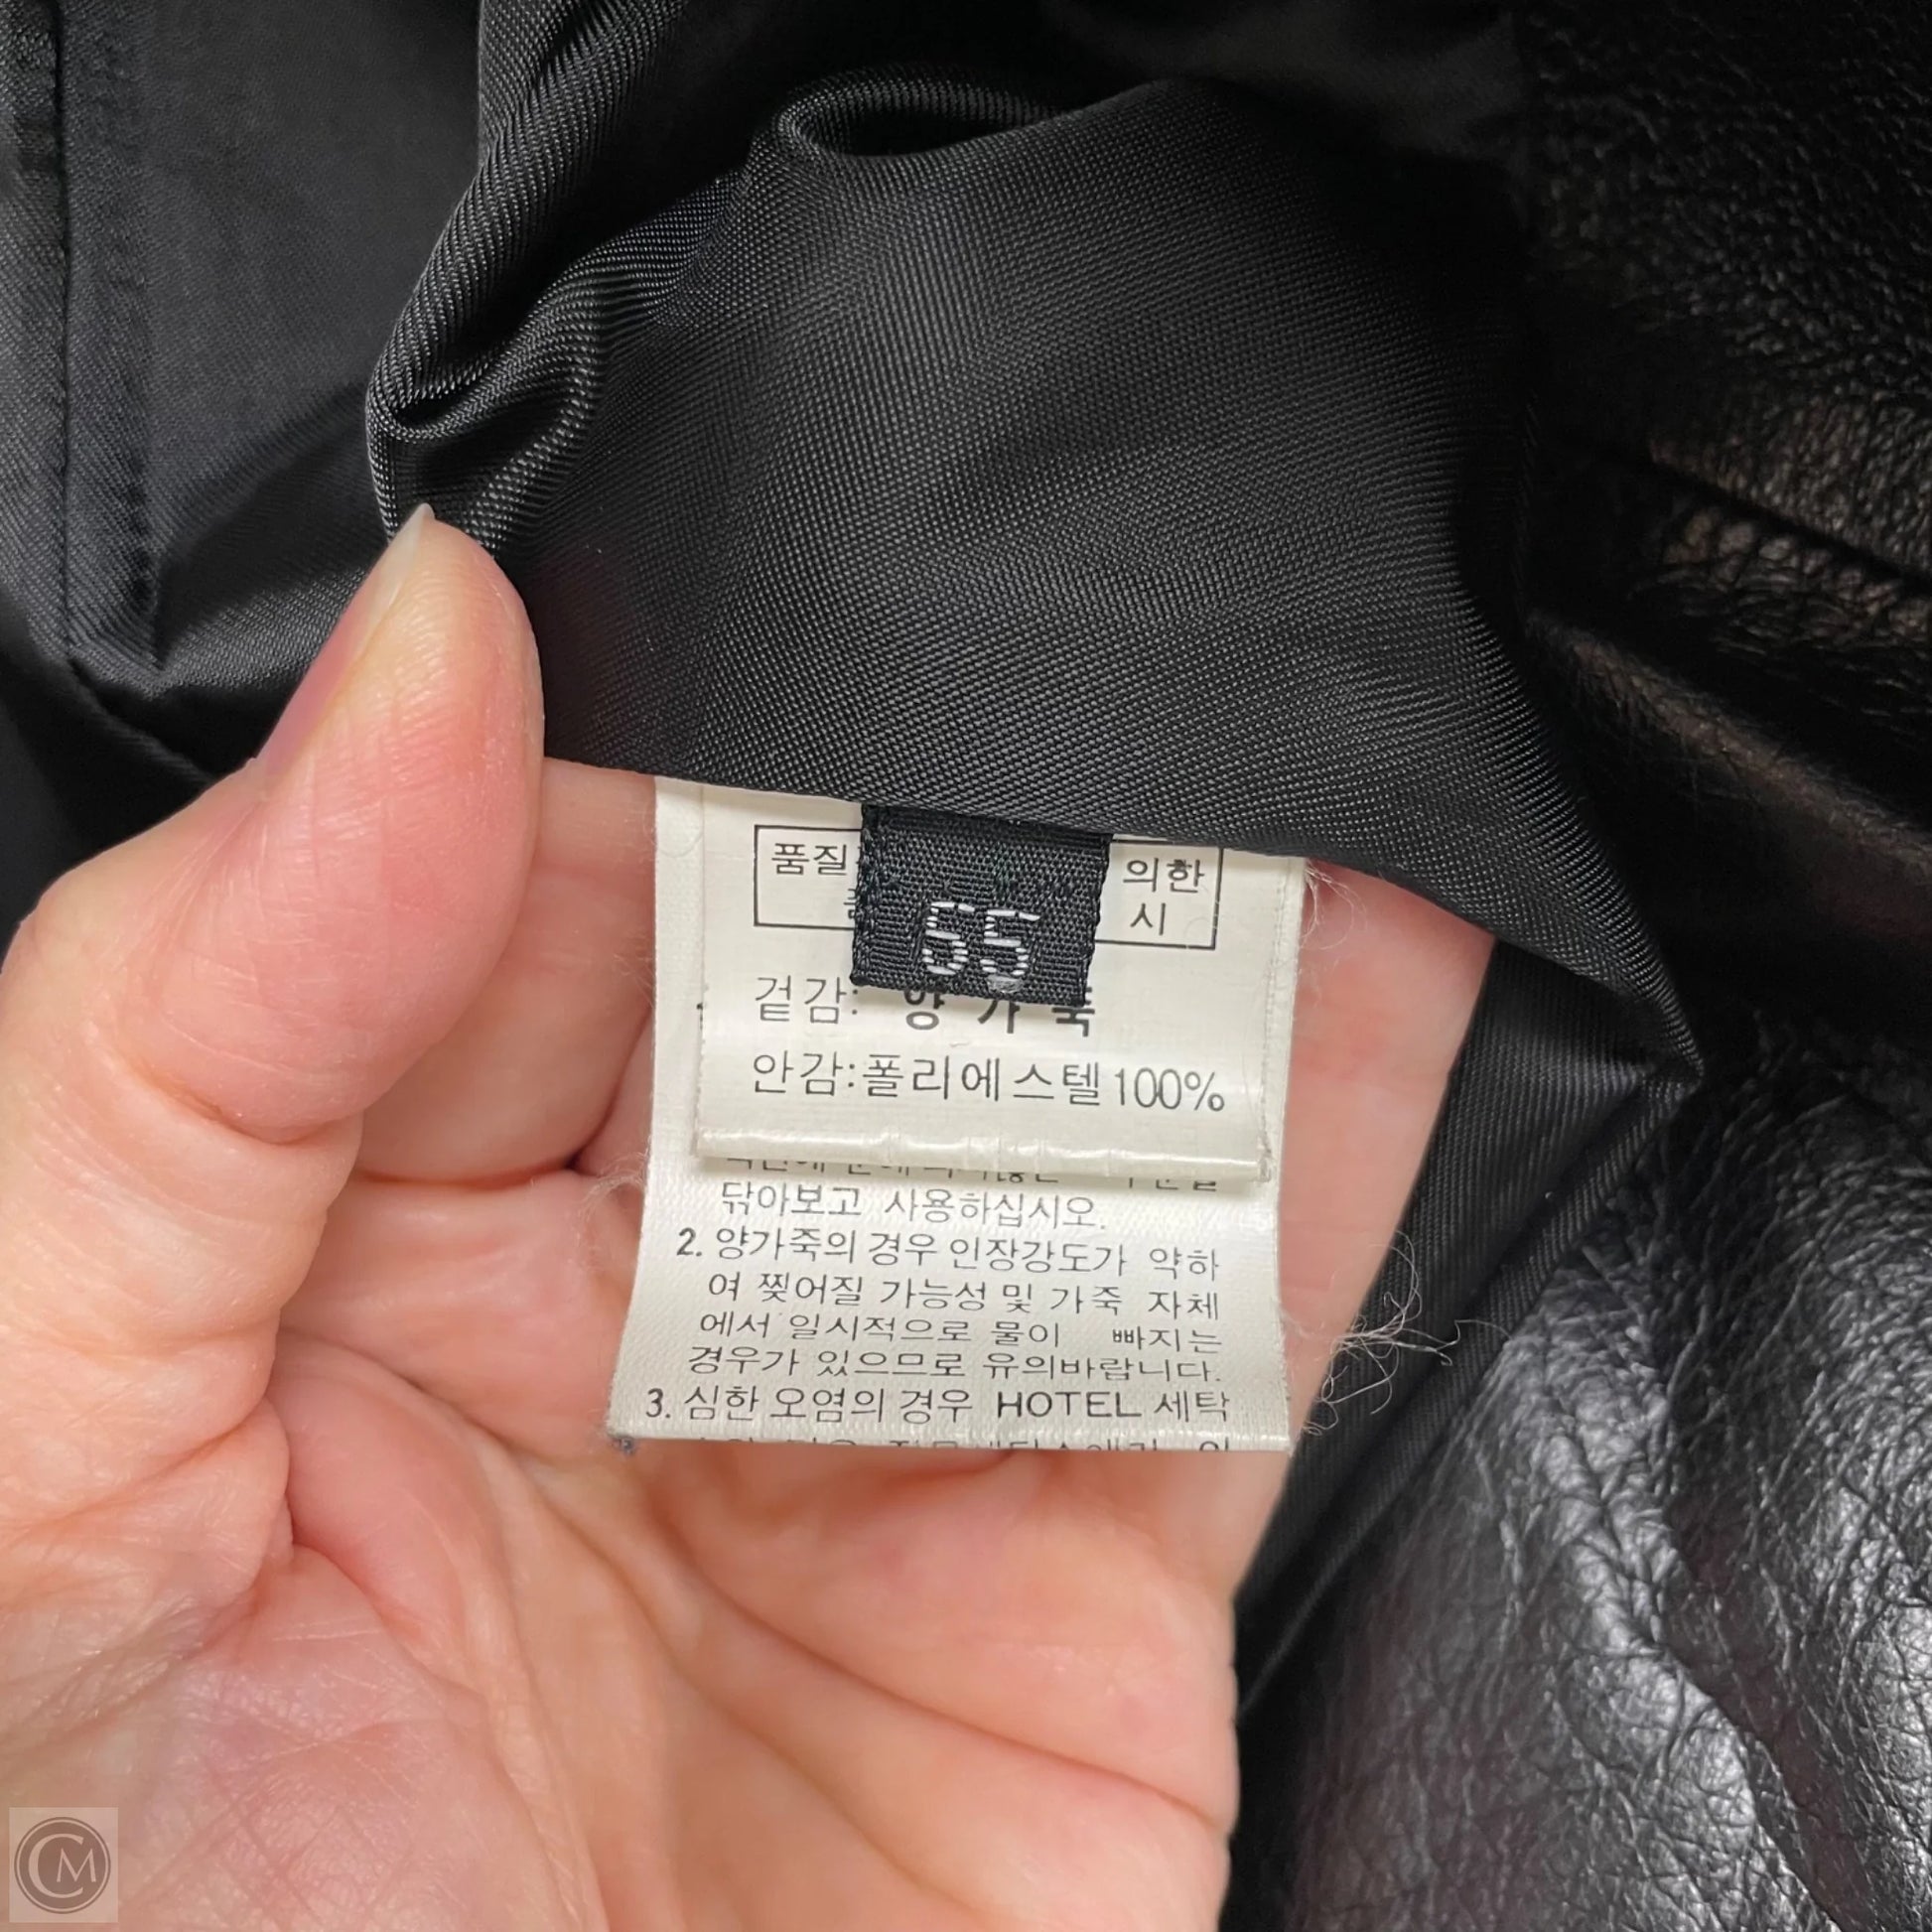 품질 의한
시
55
겉감: 양가죽
안감:폴리에스텔100%
닦아보고 사용하십시오.
2. 양가죽의 경우 인장강도가 약하
여 찢어질 가능성 및 가죽 자체
에서 일시적으로 물이 빠지는
경우가 있으므로 유의바랍니다.
3. 심한 오염의 경우 HOTEL 세탁
CM